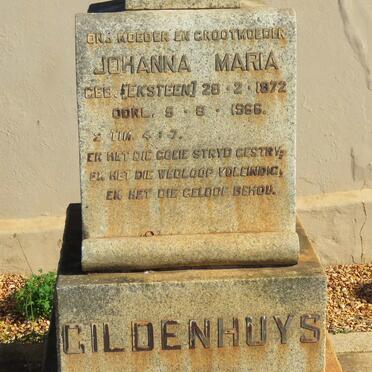 ONS MOEDER EN GROOTMOEDER
JOHANNA MARIA
GEB. [EKSTEEN] 28 - 2 - 1872
OORL. 5 - 8 - 1966.
2 TIM. 4 : 7.
EK HET DIE GOEIE STRYD GESTRY;
EK HET DIE WEDLOOP VOLEINDIG,
EK HET DIE GELOOF BEHOU.
GILDENHUYS